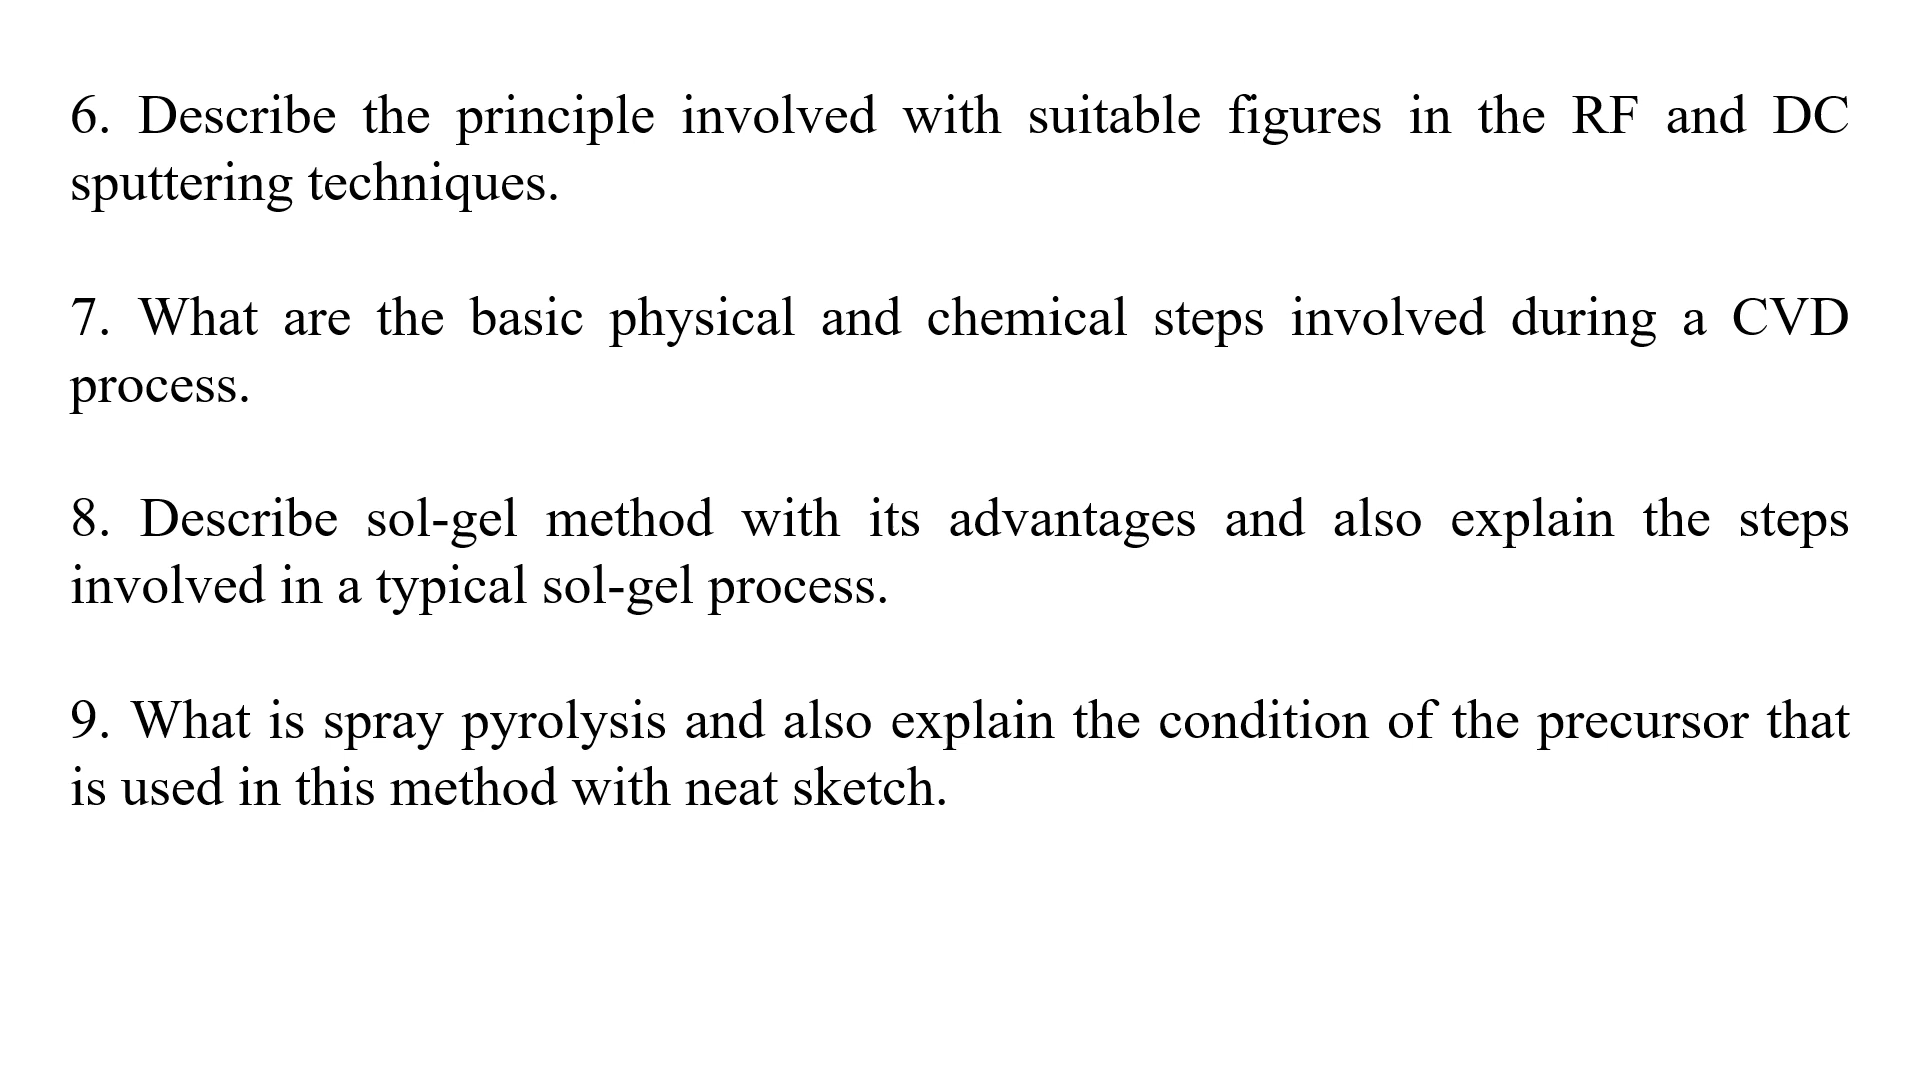 6. Describe the principle involved with suitable figures in the RF and DC
sputtering techniques.
7. What are the basic physical and chemical steps involved during a CVD
process.
8. Describe sol-gel method with its advantages and also explain the steps
involved in a typical sol-gel process.
9. What is spray pyrolysis and also explain the condition of the precursor that
is used in this method with neat sketch.